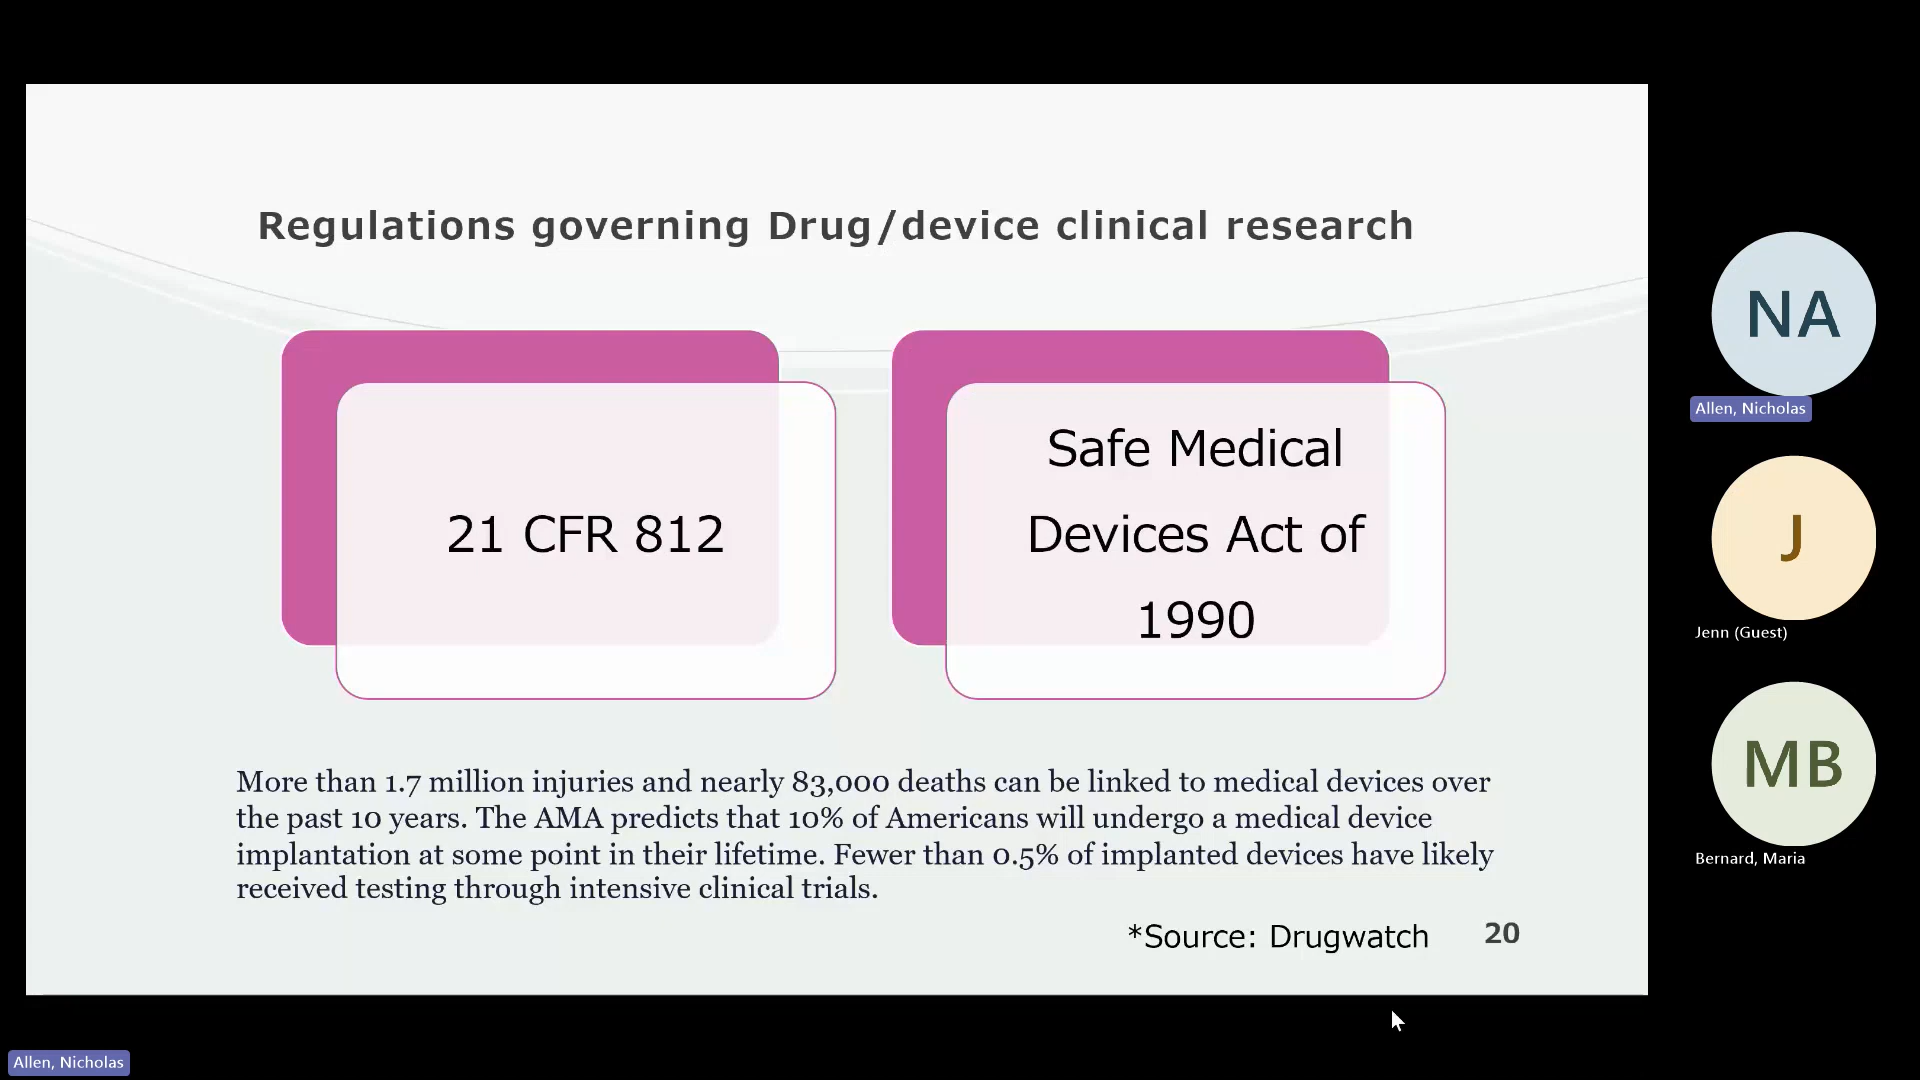 Regulations governing Drug/device clinical research
21 CFR 812
Safe Medical
Devices Act of
1990
More than 1.7 million injuries and nearly 83,000 deaths can be linked to medical devices over
the past 10 years. The AMA predicts that 10% of Americans will undergo a medical device
implantation at some point in their lifetime. Fewer than 0.5% of implanted devices have likely
received testing through intensive clinical trials.
*Source: Drugwatch
20
NA
Allen, Nicholas
J
Jenn (Guest)
MB
Bernard, Maria
Allen, Nicholas